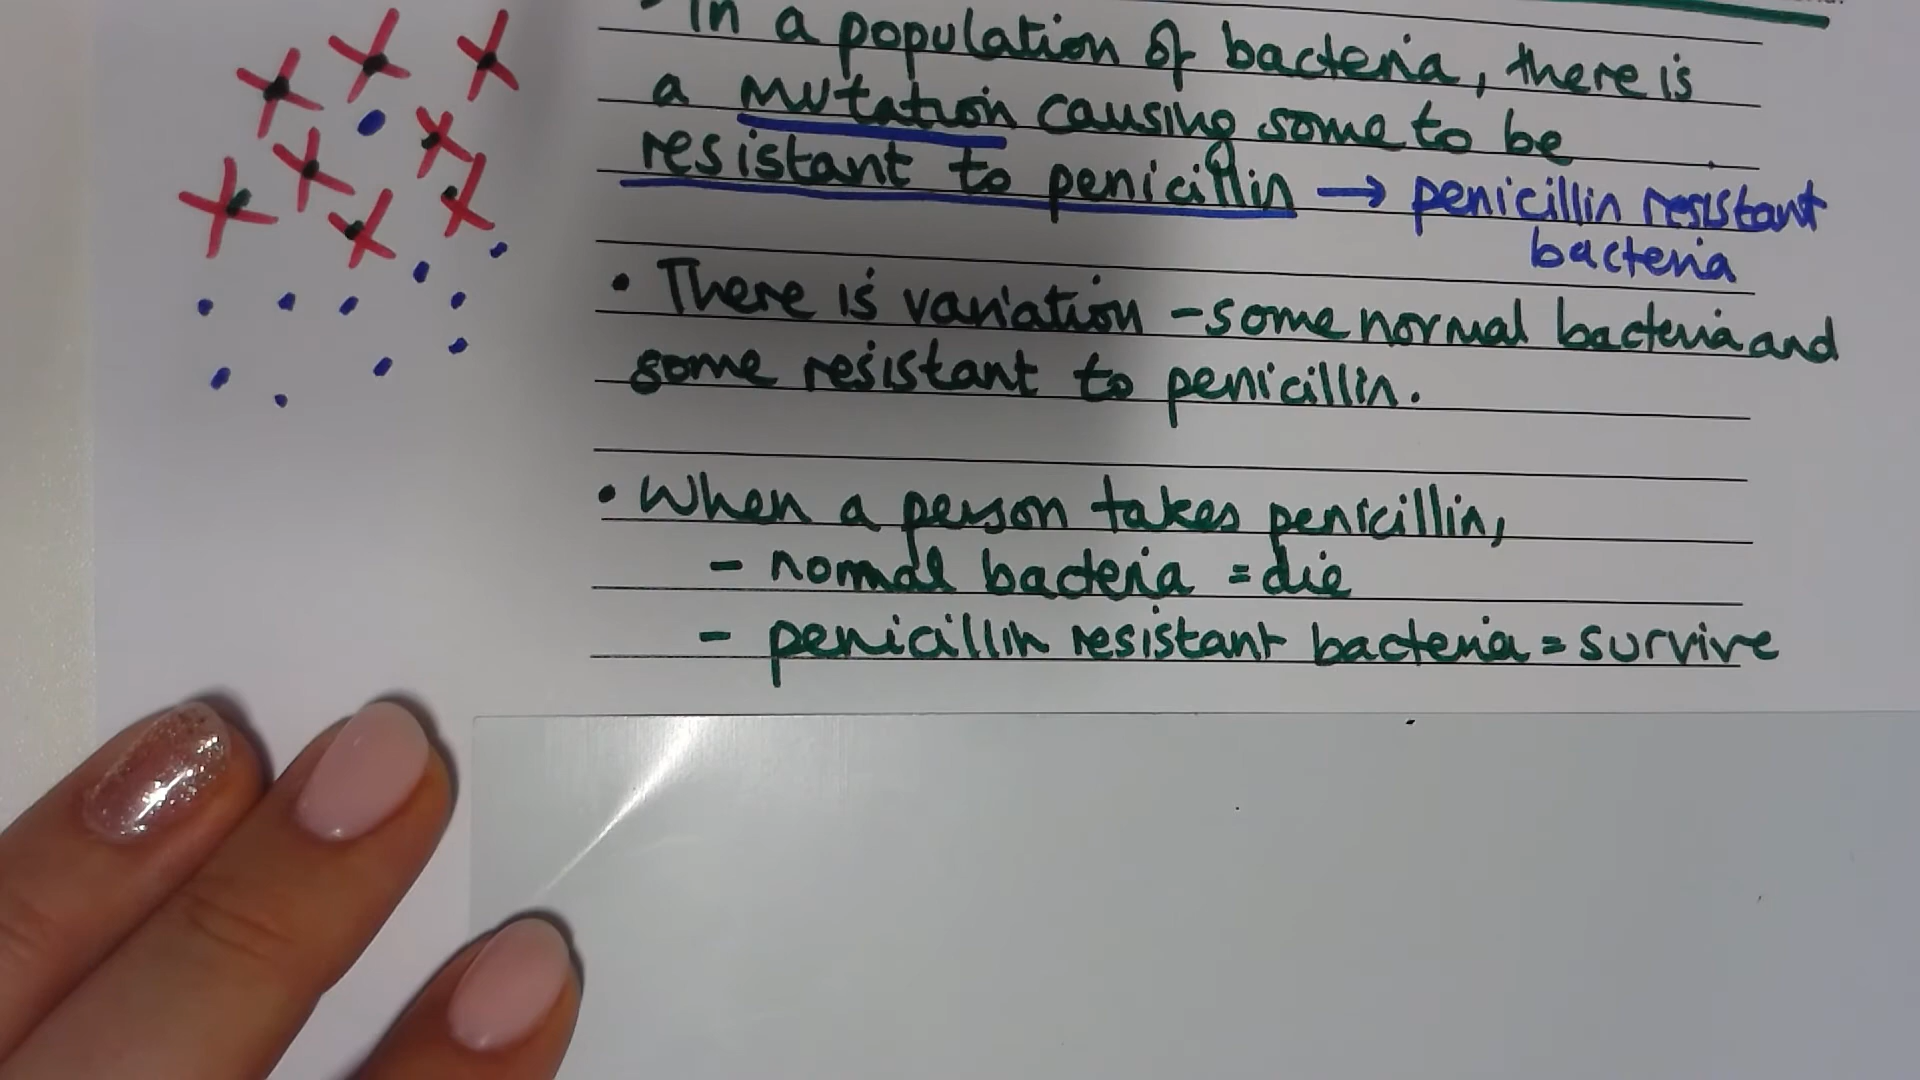 In a population of bacteria, there is
a mutation causing some to be
resistant to penicillin → penicillin resistant
bacteria
• There is variation - some normal bacteria and
some resistant to penicillin.
• When a person takes penicillin,
- normal bacteria = die
- penicillin resistant bacteria = survive